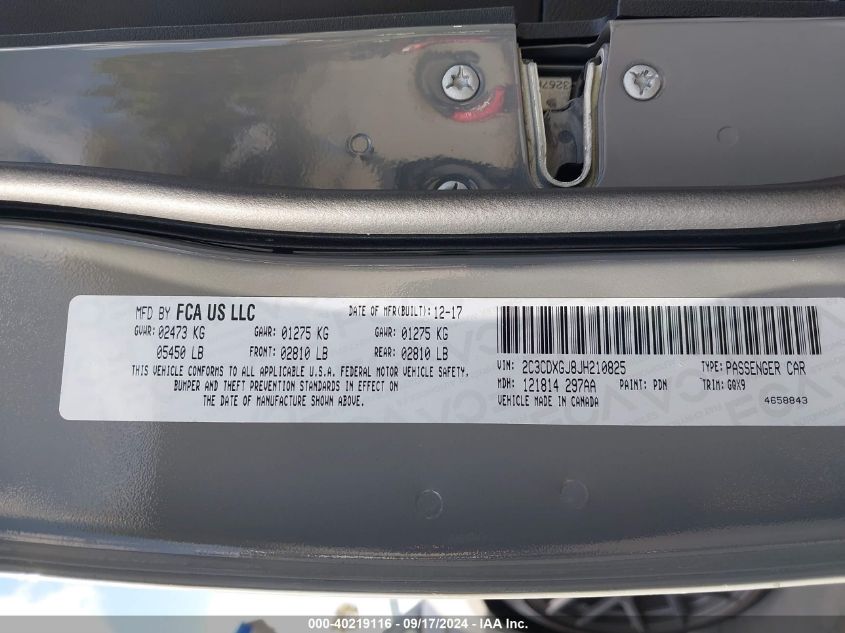 3267
MFD BY FCA US LLC DATE OF MFR(BUILT): 12-17
GVWR: 02473 KG GAWR: 01275 KG GAWR: 01275 KG
05450 LB FRONT: 02810 LB REAR: 02810 LB
THIS VEHICLE CONFORMS TO ALL APPLICABLE U.S.A. FEDERAL MOTOR VEHICLE SAFETY,
BUMPER AND THEFT PREVENTION STANDARDS IN EFFECT ON
THE DATE OF MANUFACTURE SHOWN ABOVE.
VIN: 2C3CDXGJ8JH210825 TYPE: PASSENGER CAR
MDH: 121814 297AA PAINT: PDN TRIM: GQX9
VEHICLE MADE IN CANADA 4658843
000-40219116 - 09/17/2024 - IAA Inc.